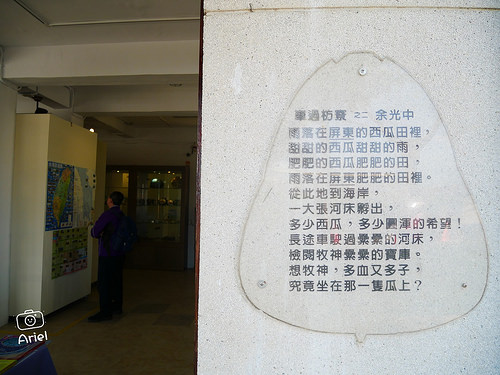 車過枋寮 之二 余光中
雨落在屏東的西瓜田裡，
甜甜的西瓜甜甜的雨，
肥肥的西瓜肥肥的田，
雨落在屏東肥肥的田裡。
從此地到海岸，
一大張河床孵出，
多少西瓜，多少圓渾的希望！
長途車駛過纍纍的河床，
檢閱牧神纍纍的寶庫。
想牧神，多血又多子，
究竟坐在那一隻瓜上？
Ariel